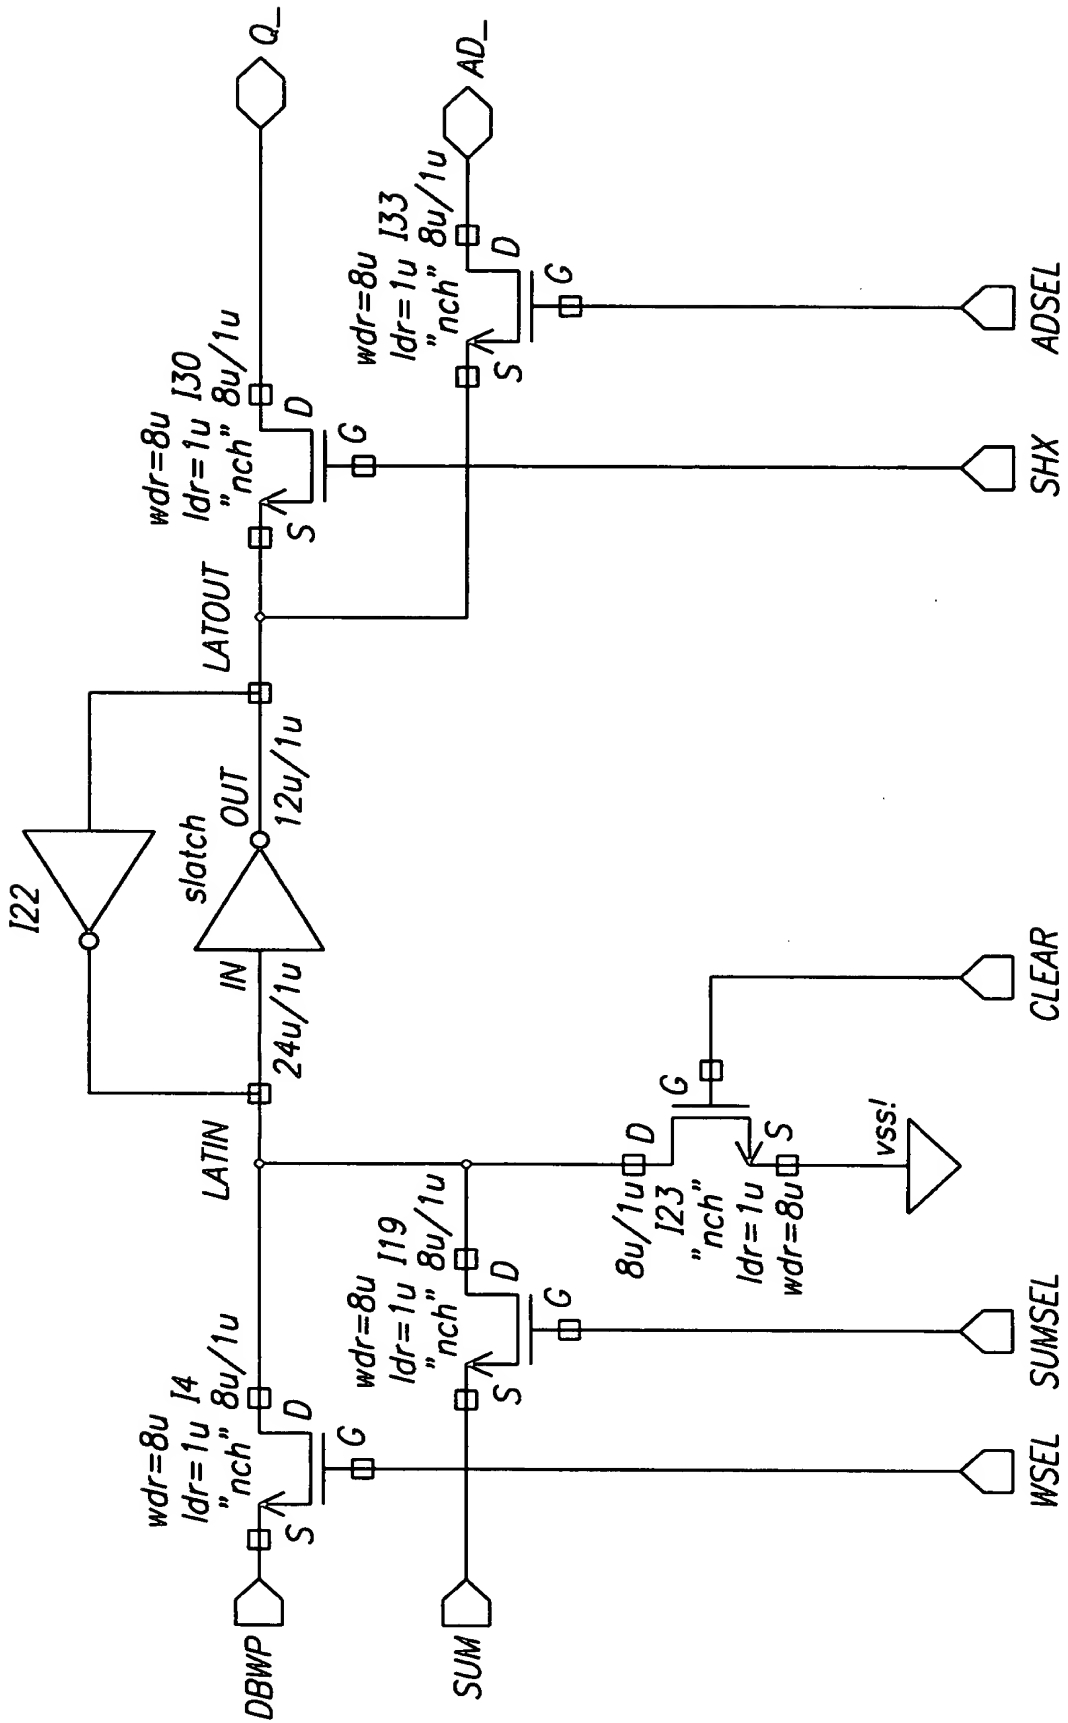 I22
slatch
IN
OUT
24u/1u
12u/1u
LATIN
LATOUT
wdr=8u
ldr=1u I4
"nch" 8u/1u
S
D
G
DBWP
wdr=8u
ldr=1u I19
"nch" 8u/1u
S
D
G
SUM
8u/1u
I23
"nch"
ldr=1u
wdr=8u
D
G
S
vss!
wdr=8u
ldr=1u I30
"nch" 8u/1u
S
D
G
Q_
wdr=8u
ldr=1u I33
"nch" 8u/1u
S
D
G
AD_
WSEL
SUMSEL
CLEAR
SHX
ADSEL